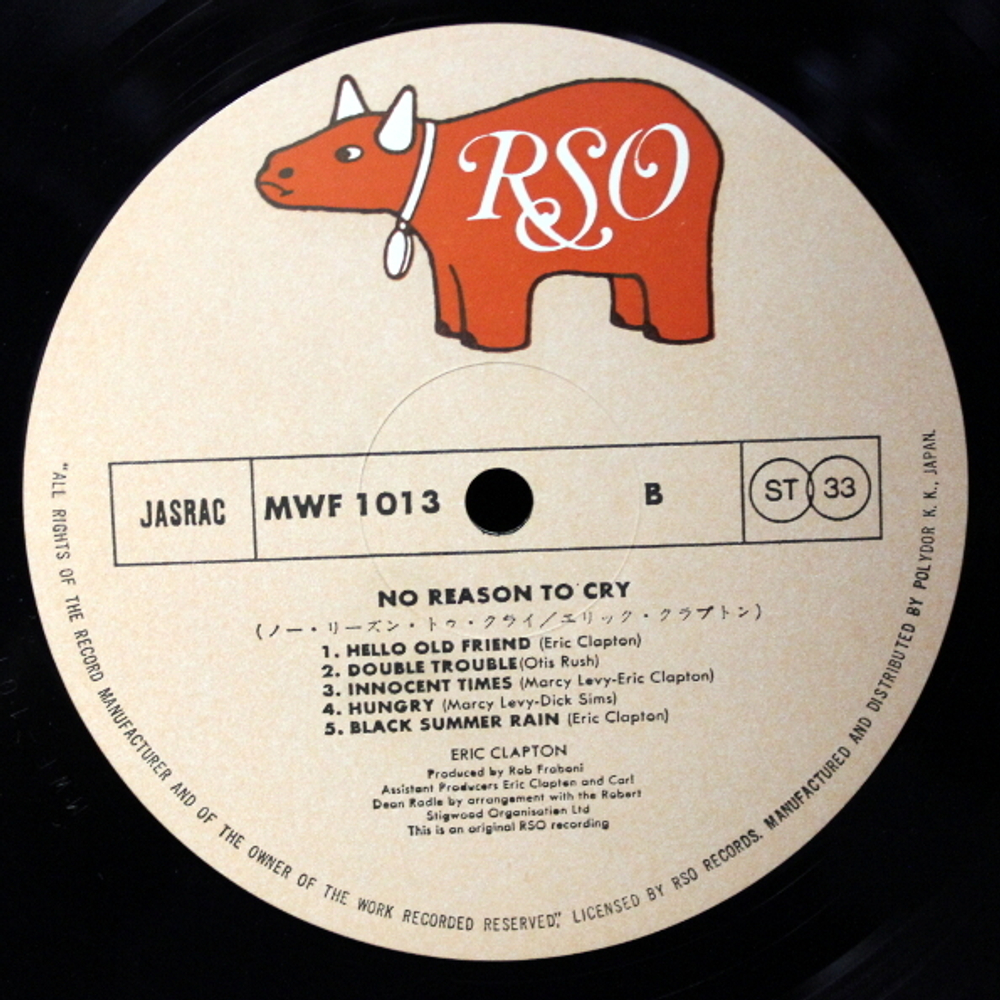 RSO
JASRAC MWF 1013 B ST 33
NO REASON TO CRY
(ノー・リーズン・トゥ・クライ/エリック・クラプトン)
1. HELLO OLD FRIEND (Eric Clapton)
2. DOUBLE TROUBLE(Otis Rush)
3. INNOCENT TIMES (Marcy Levy-Eric Clapton)
4. HUNGRY (Marcy Levy-Dick Sims)
5. BLACK SUMMER RAIN (Eric Clapton)
ERIC CLAPTON
Produced by Rob Fraboni
Assistant Producers Eric Clapton and Carl
Dean Radle by arrangement with the Robert
Stigwood Organisation Ltd
This is an original RSO recording
"ALL RIGHTS OF THE RECORD MANUFACTURER AND OF THE OWNER OF THE WORK RECORDED RESERVED," LICENSED BY RSO RECORDS. MANUFACTURED AND DISTRIBUTED BY POLYDOR K. K., JAPAN.